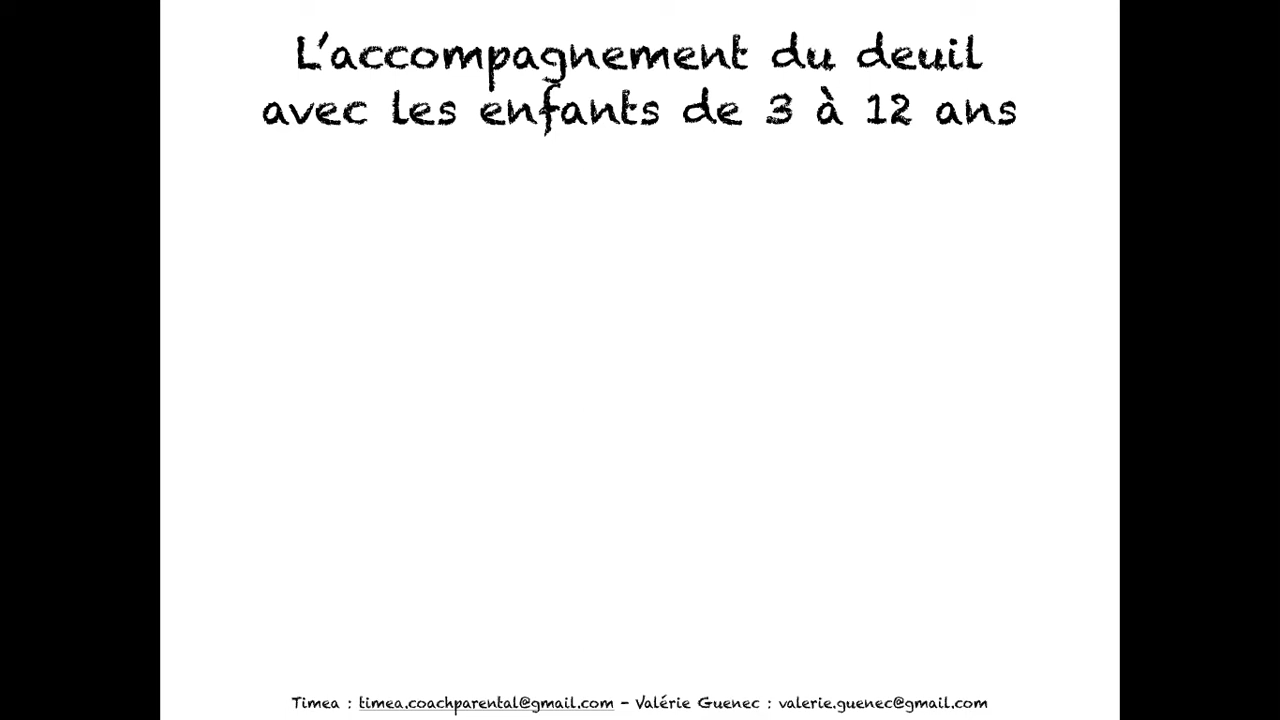 L'accompagnement du deuil
avec les enfants de 3 à 12 ans
Timea : timea.coachparental@gmail.com – Valérie Guenec : valerie.guenec@gmail.com